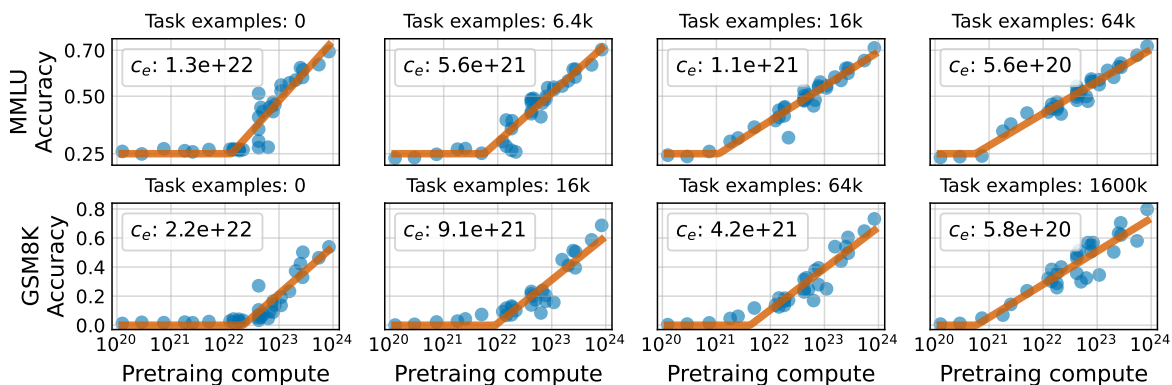 Task examples: 0
Task examples: 6.4k
Task examples: 16k
Task examples: 64k
MMLU
Accuracy
0.70
0.50
0.25
c_e: 1.3e+22
c_e: 5.6e+21
c_e: 1.1e+21
c_e: 5.6e+20
Task examples: 0
Task examples: 16k
Task examples: 64k
Task examples: 1600k
GSM8K
Accuracy
0.8
0.6
0.4
0.2
0.0
c_e: 2.2e+22
c_e: 9.1e+21
c_e: 4.2e+21
c_e: 5.8e+20
10^20 10^21 10^22 10^23 10^24
10^20 10^21 10^22 10^23 10^24
10^20 10^21 10^22 10^23 10^24
10^20 10^21 10^22 10^23 10^24
Pretraing compute
Pretraing compute
Pretraing compute
Pretraing compute